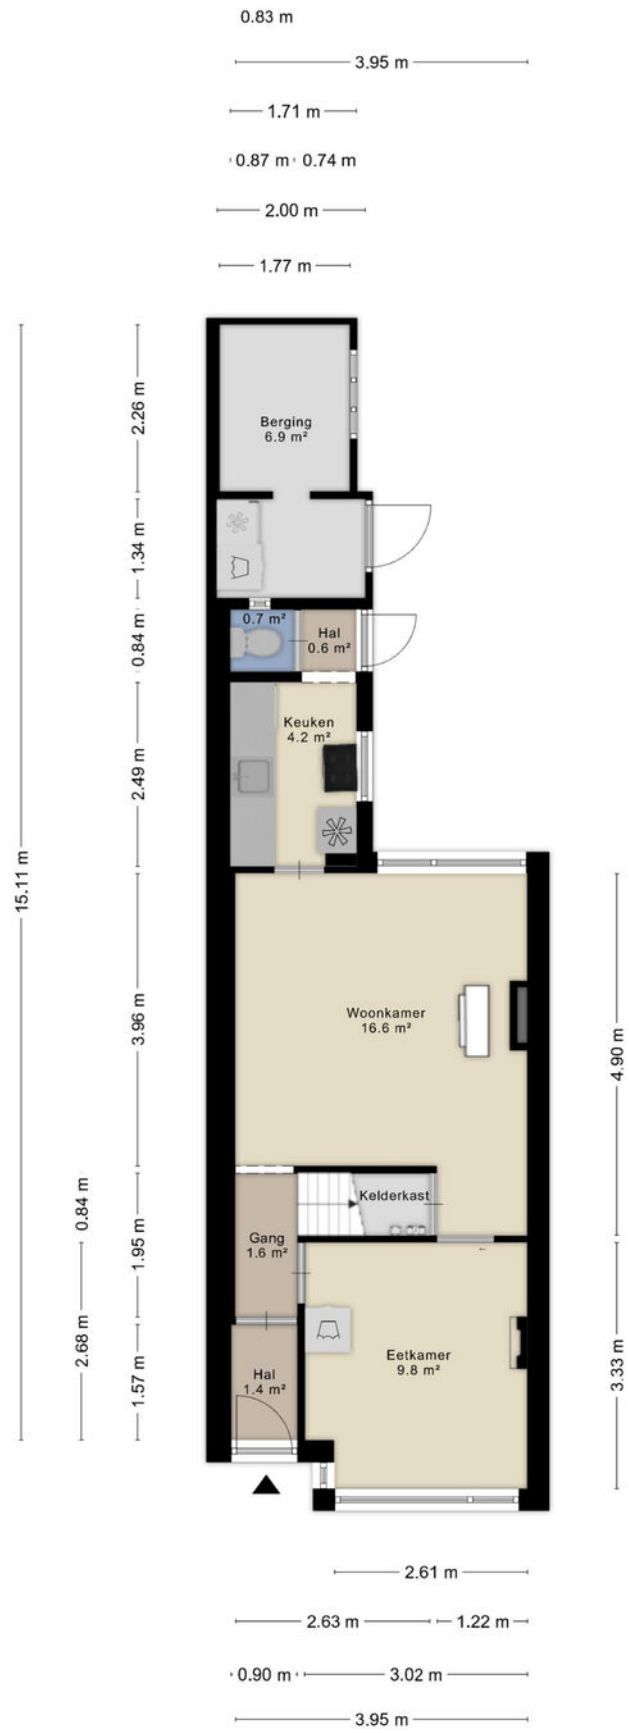 0.83 m
3.95 m
1.71 m
0.87 m 0.74 m
2.00 m
1.77 m
2.26 m
Berging
6.9 m²
1.34 m
0.84 m
0.7 m²
Hal
0.6 m²
2.49 m
Keuken
4.2 m²
15.11 m
3.96 m
Woonkamer
16.6 m²
4.90 m
0.84 m
1.95 m
Kelderkast
Gang
1.6 m²
2.68 m
1.57 m
Hal
1.4 m²
Eetkamer
9.8 m²
3.33 m
2.61 m
2.63 m 1.22 m
0.90 m 3.02 m
3.95 m